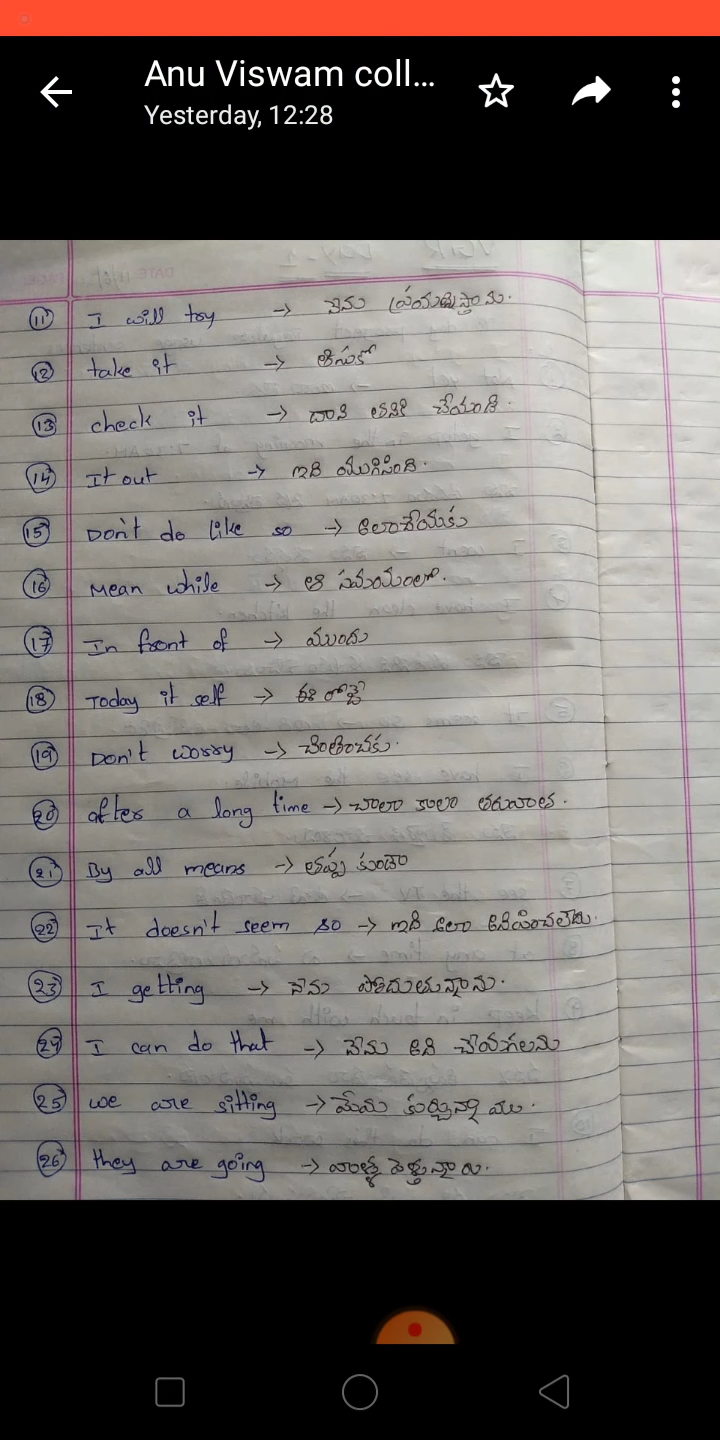 Anu Viswam coll...
Yesterday, 12:28
11 I will try → నేను ప్రయత్నిస్తాను.
12 take it → తీసుకో
13 check it → దాని తనికి చేయండి.
14 It out → ఇది ముగిసింది.
15 Don't do like so → అలాచేయకు
16 Mean while → ఆ సమయంలో.
17 In front of → ముందు
18 Today it self → ఈ రోజే
19 Don't worry → చింతించకు.
20 after a long time → చాలా కాలం తరువాత.
21 By all means → తప్పకుండా
22 It doesn't seem so → ఇది అలా అనిపించలేదు.
23 I getting → నేను పొందుతున్నాను.
24 I can do that → నేను అది చేయగలను
25 we are sitting → మేము కూర్చున్నాము.
26 they are going → వాళ్ళు వెళ్తున్నారు.